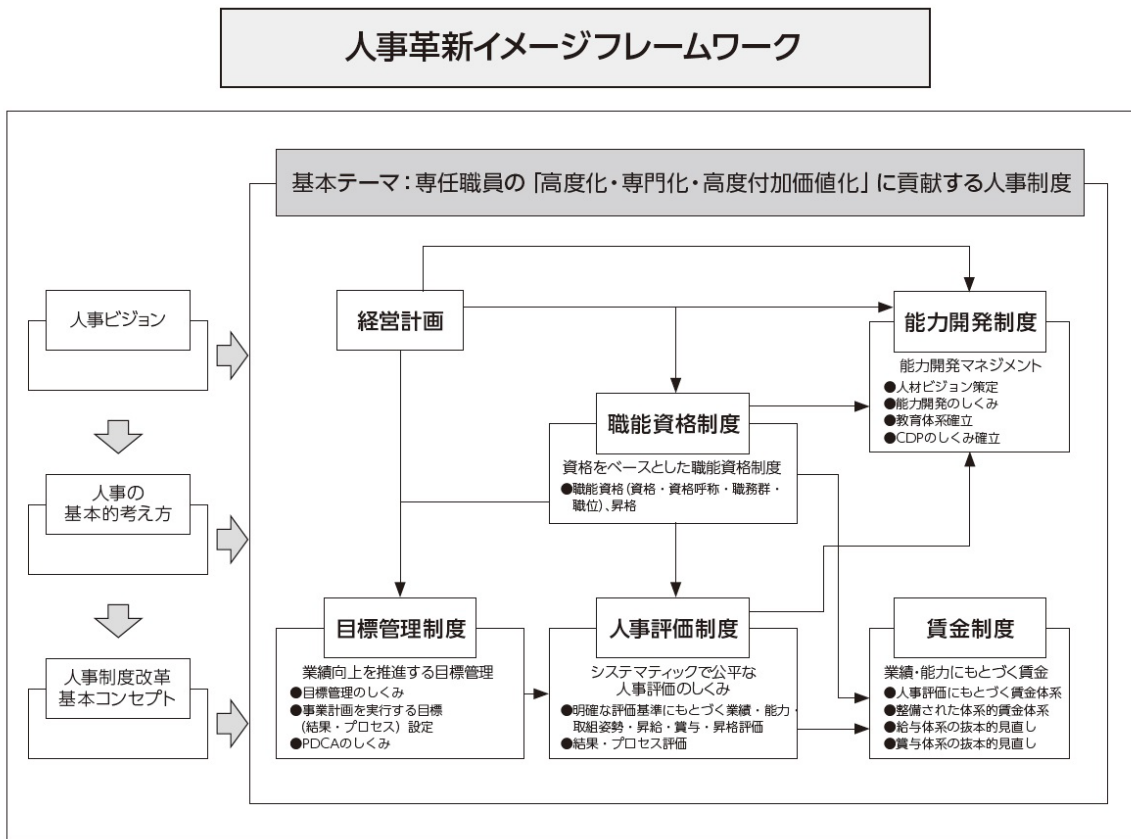 人事革新イメージフレームワーク
基本テーマ：専任職員の「高度化・専門化・高度付加価値化」に貢献する人事制度
人事ビジョン
人事の
基本的考え方
人事制度改革
基本コンセプト
経営計画
能力開発制度
能力開発マネジメント
●人材ビジョン策定
●能力開発のしくみ
●教育体系確立
●CDPのしくみ確立
職能資格制度
資格をベースとした職能資格制度
●職能資格（資格・資格呼称・職務群・
職位）、昇格
目標管理制度
業績向上を推進する目標管理
●目標管理のしくみ
●事業計画を実行する目標
（結果・プロセス）設定
●PDCAのしくみ
人事評価制度
システマティックで公平な
人事評価のしくみ
●明確な評価基準にもとづく業績・能力・
取組姿勢・昇給・賞与・昇格評価
●結果・プロセス評価
賃金制度
業績・能力にもとづく賃金
●人事評価にもとづく賃金体系
●整備された体系的賃金体系
●給与体系の抜本的見直し
●賞与体系の抜本的見直し